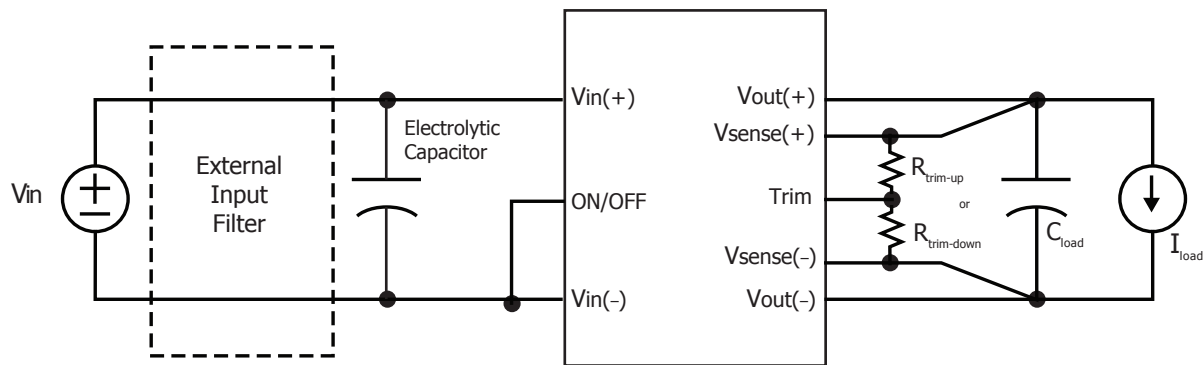 Vin
External
Input
Filter
Electrolytic
Capacitor
Vin(+)
ON/OFF
Vin(−)
Vout(+)
Vsense(+)
Trim
Vsense(−)
Vout(−)
Rtrim-up
or
Rtrim-down
Cload
Iload